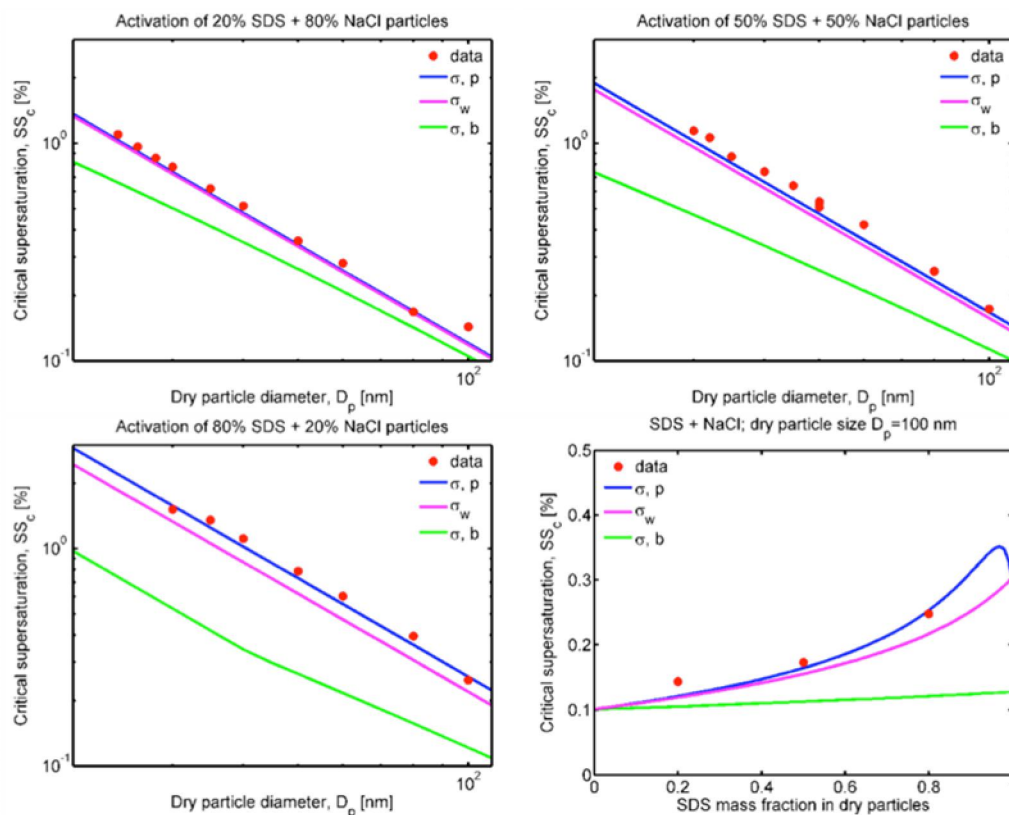 Activation of 20% SDS + 80% NaCl particles
Critical supersaturation, SS_c [%]
10^0
10^-1
data
σ, p
σ_w
σ, b
10^2
Dry particle diameter, D_p [nm]
Activation of 50% SDS + 50% NaCl particles
Critical supersaturation, SS_c [%]
10^0
10^-1
data
σ, p
σ_w
σ, b
10^2
Dry particle diameter, D_p [nm]
Activation of 80% SDS + 20% NaCl particles
Critical supersaturation, SS_c [%]
10^0
10^-1
data
σ, p
σ_w
σ, b
10^2
Dry particle diameter, D_p [nm]
SDS + NaCl; dry particle size D_p=100 nm
Critical supersaturation, SS_c [%]
0.5
0.4
0.3
0.2
0.1
0
data
σ, p
σ_w
σ, b
0 0.2 0.4 0.6 0.8
SDS mass fraction in dry particles